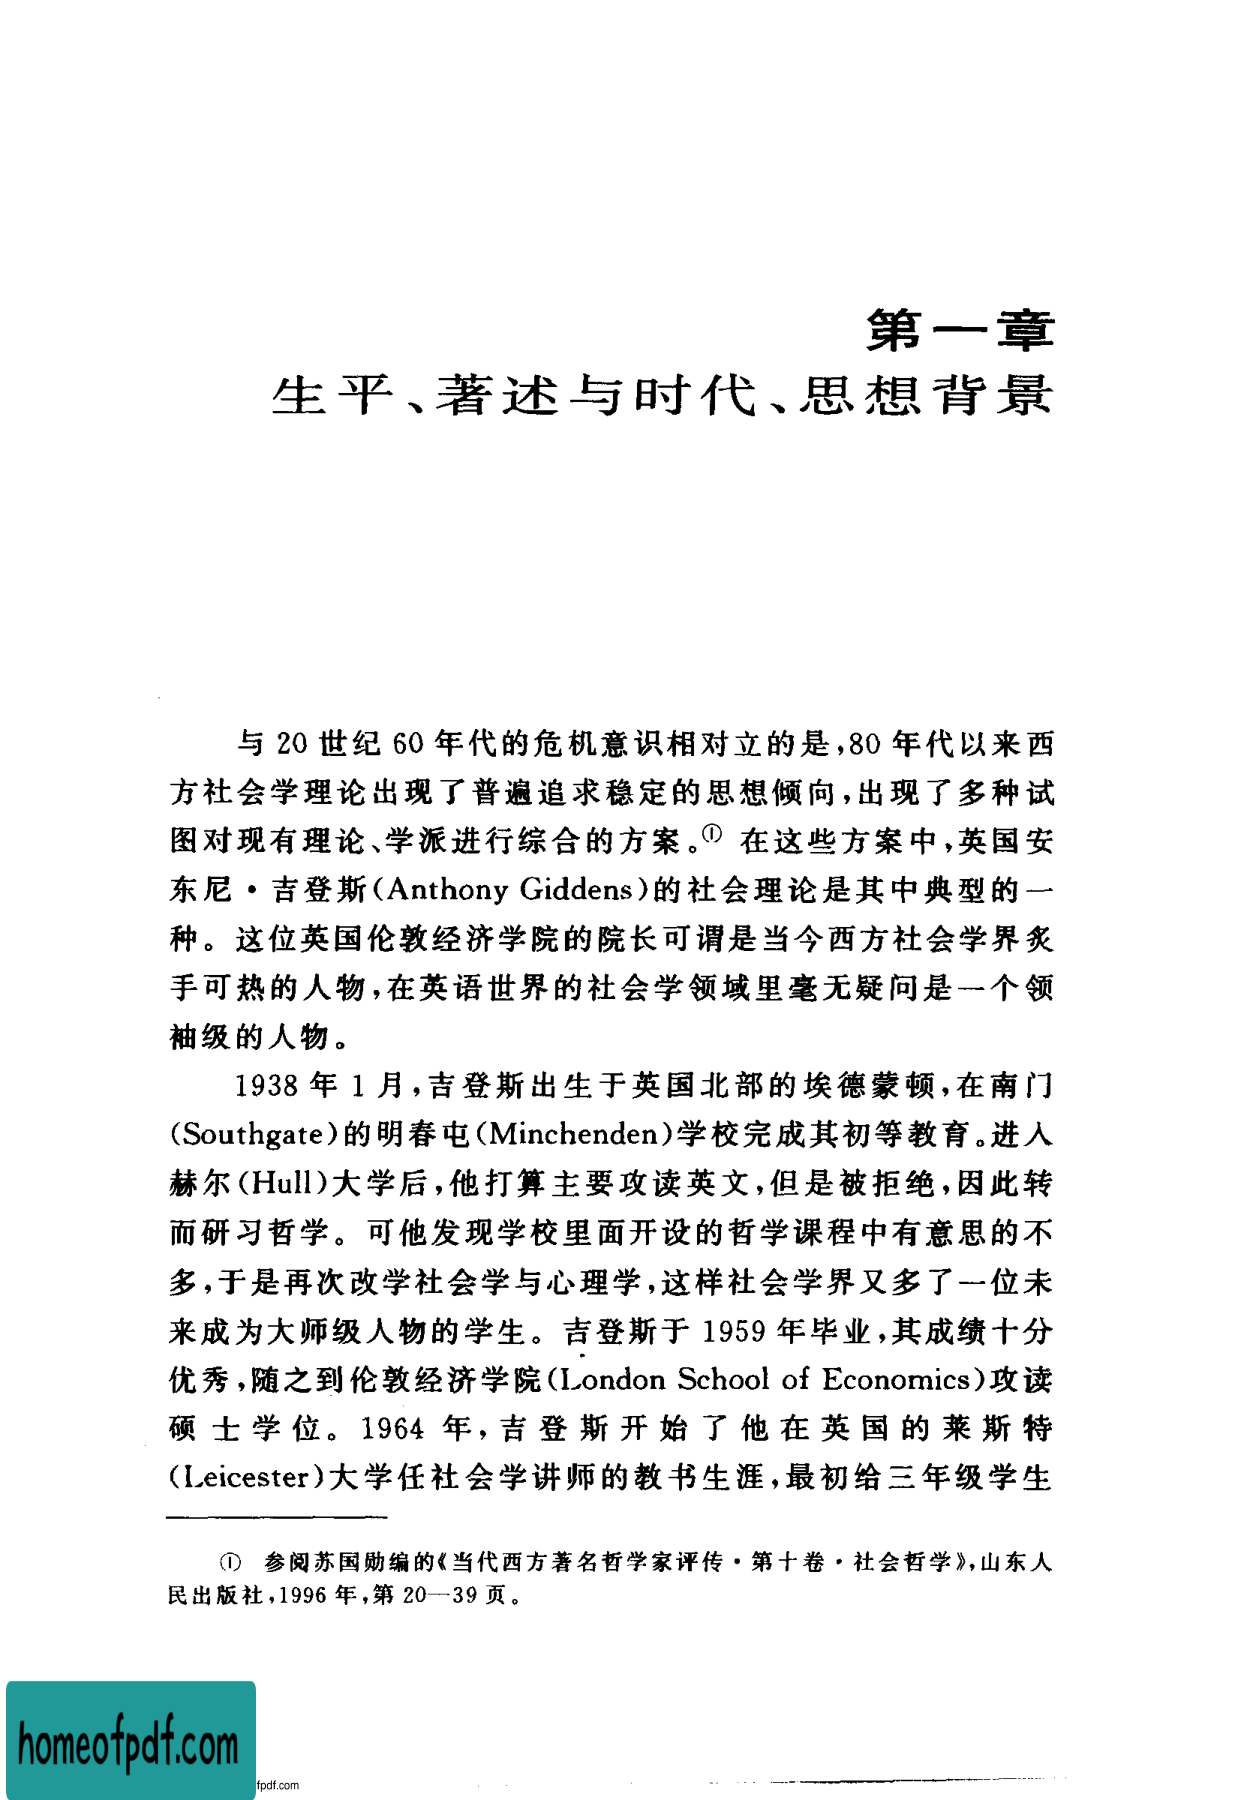 第一章
生平、著述与时代、思想背景
与20世纪60年代的危机意识相对立的是,80年代以来西
方社会学理论出现了普遍追求稳定的思想倾向,出现了多种试
图对现有理论、学派进行综合的方案。① 在这些方案中,英国安
东尼·吉登斯(Anthony Giddens)的社会理论是其中典型的一
种。这位英国伦敦经济学院的院长可谓是当今西方社会学界炙
手可热的人物,在英语世界的社会学领域里毫无疑问是一个领
袖级的人物。
1938年1月,吉登斯出生于英国北部的埃德蒙顿,在南门
(Southgate)的明春屯(Minchenden)学校完成其初等教育。进入
赫尔(Hull)大学后,他打算主要攻读英文,但是被拒绝,因此转
而研习哲学。可他发现学校里面开设的哲学课程中有意思的不
多,于是再次改学社会学与心理学,这样社会学界又多了一位未
来成为大师级人物的学生。吉登斯于1959年毕业,其成绩十分
优秀,随之到伦敦经济学院(London School of Economics)攻读
硕士学位。1964年,吉登斯开始了他在英国的莱斯特
(Leicester)大学任社会学讲师的教书生涯,最初给三年级学生
① 参阅苏国勋编的《当代西方著名哲学家评传·第十卷·社会哲学》,山东人
民出版社,1996年,第20—39页。
homeofpdf.com
fpdf.com